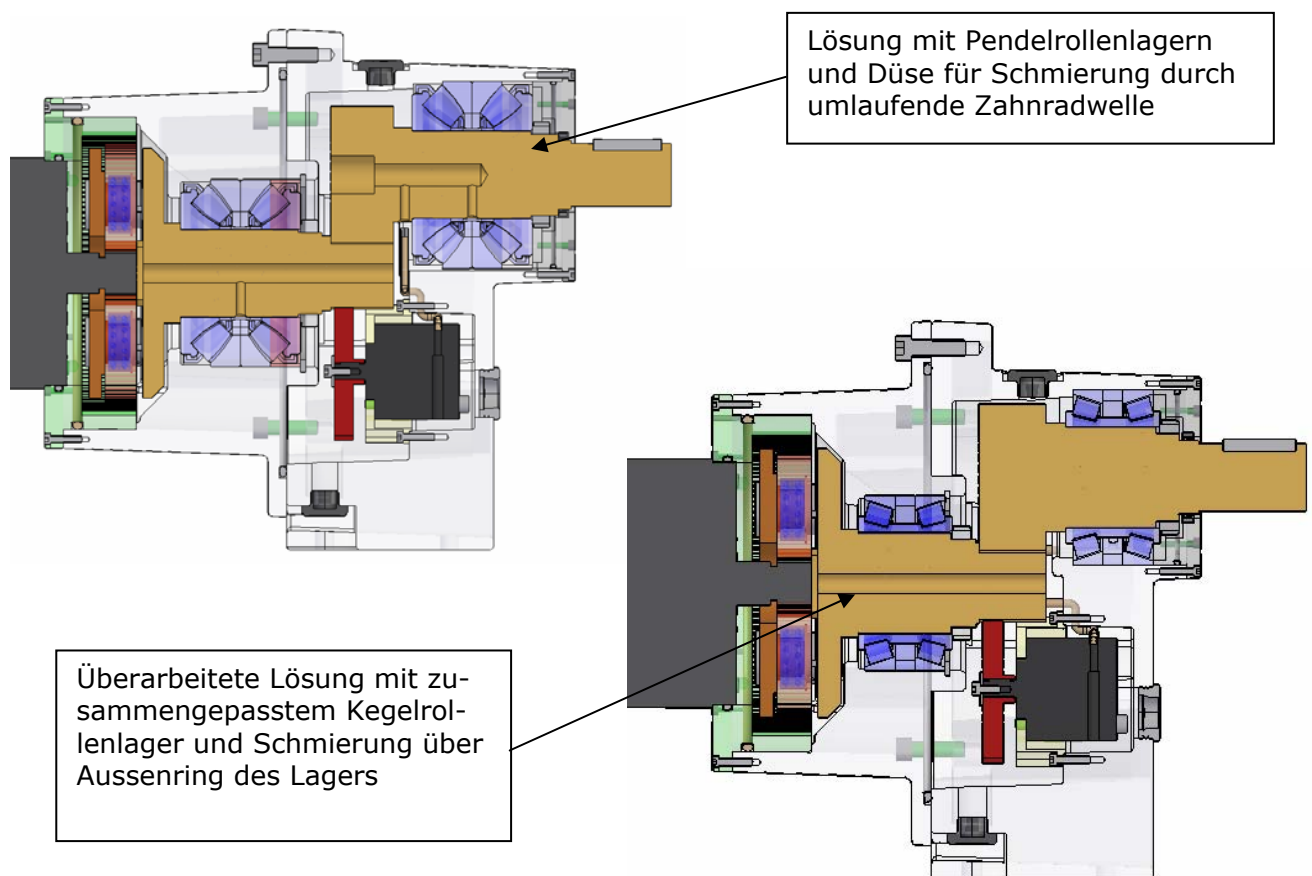 Lösung mit Pendelrollenlagern
und Düse für Schmierung durch
umlaufende Zahnradwelle
Überarbeitete Lösung mit zu-
sammengepasstem Kegelrol-
lenlager und Schmierung über
Aussenring des Lagers